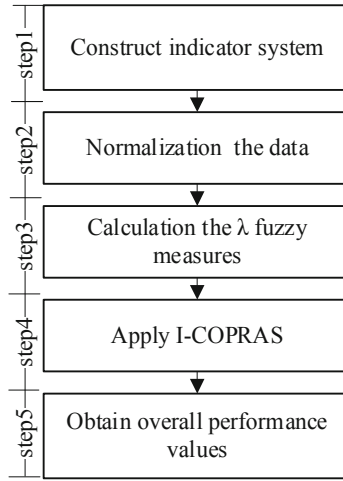 step1
Construct indicator system
step2
Normalization the data
step3
Calculation the λ fuzzy
measures
step4
Apply I-COPRAS
step5
Obtain overall performance
values